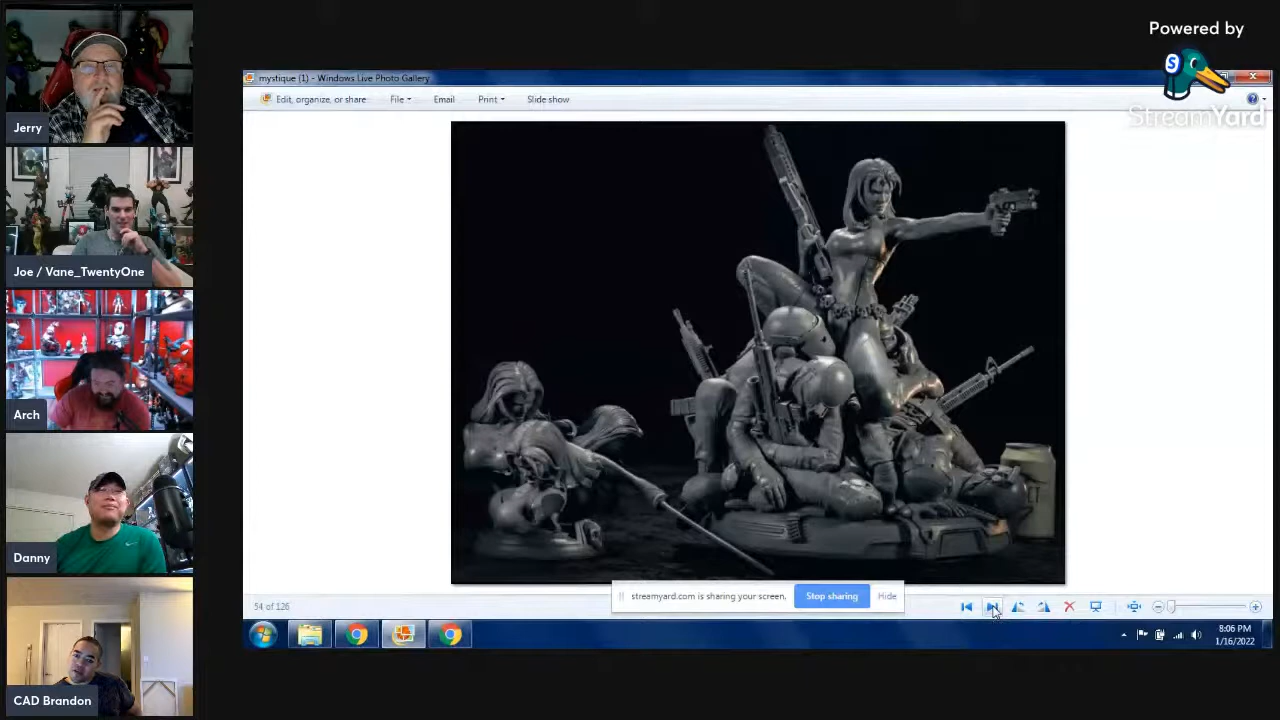 Powered by
StreamYard
S
Jerry
Joe / Vane_TwentyOne
Arch
Danny
CAD Brandon
mystique (1) - Windows Live Photo Gallery
Edit, organize, or share
File
Email
Print
Slide show
streamyard.com is sharing your screen.
Stop sharing
Hide
54 of 126
8:06 PM
1/16/2022